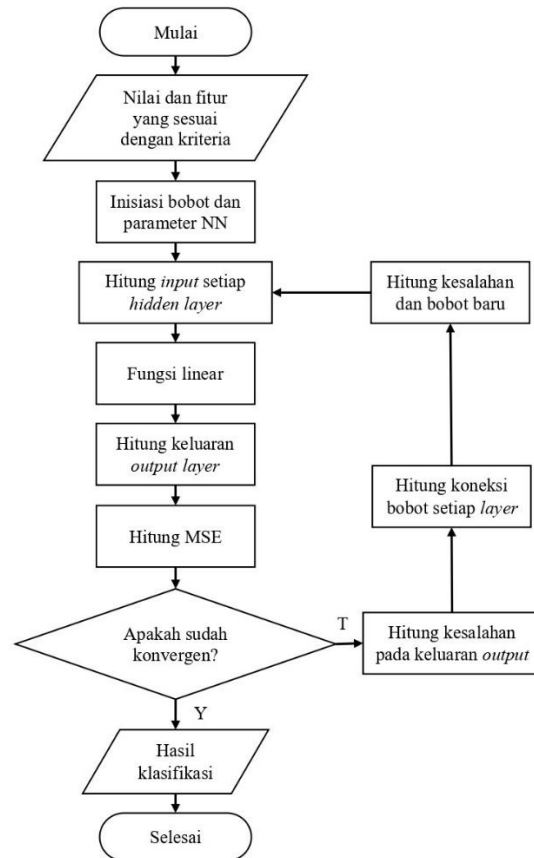 Mulai
Nilai dan fitur
yang sesuai
dengan kriteria
Inisiasi bobot dan
parameter NN
Hitung input setiap
hidden layer
Hitung kesalahan
dan bobot baru
Fungsi linear
Hitung keluaran
output layer
Hitung koneksi
bobot setiap layer
Hitung MSE
Apakah sudah
konvergen?
T
Hitung kesalahan
pada keluaran output
Y
Hasil
klasifikasi
Selesai